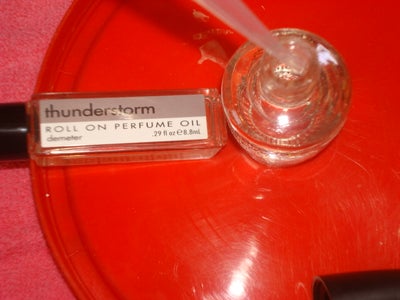 thunderstorm
ROLL ON PERFUME OIL
demeter .29 fl oz e 8.8mL